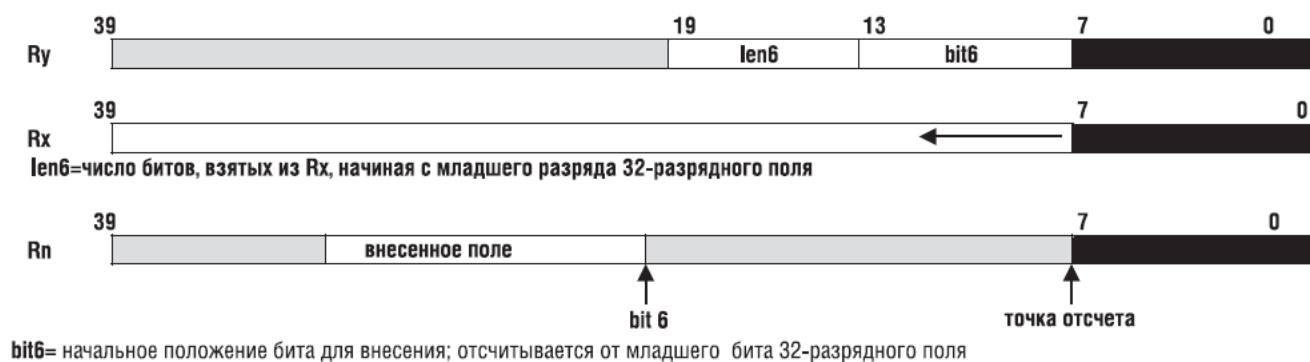 39 19 13 7 0
Ry len6 bit6
39 7 0
Rx
len6=число битов, взятых из Rx, начиная с младшего разряда 32-разрядного поля
39 7 0
Rn внесенное поле
bit 6 точка отсчета
bit6= начальное положение бита для внесения; отсчитывается от младшего бита 32-разрядного поля